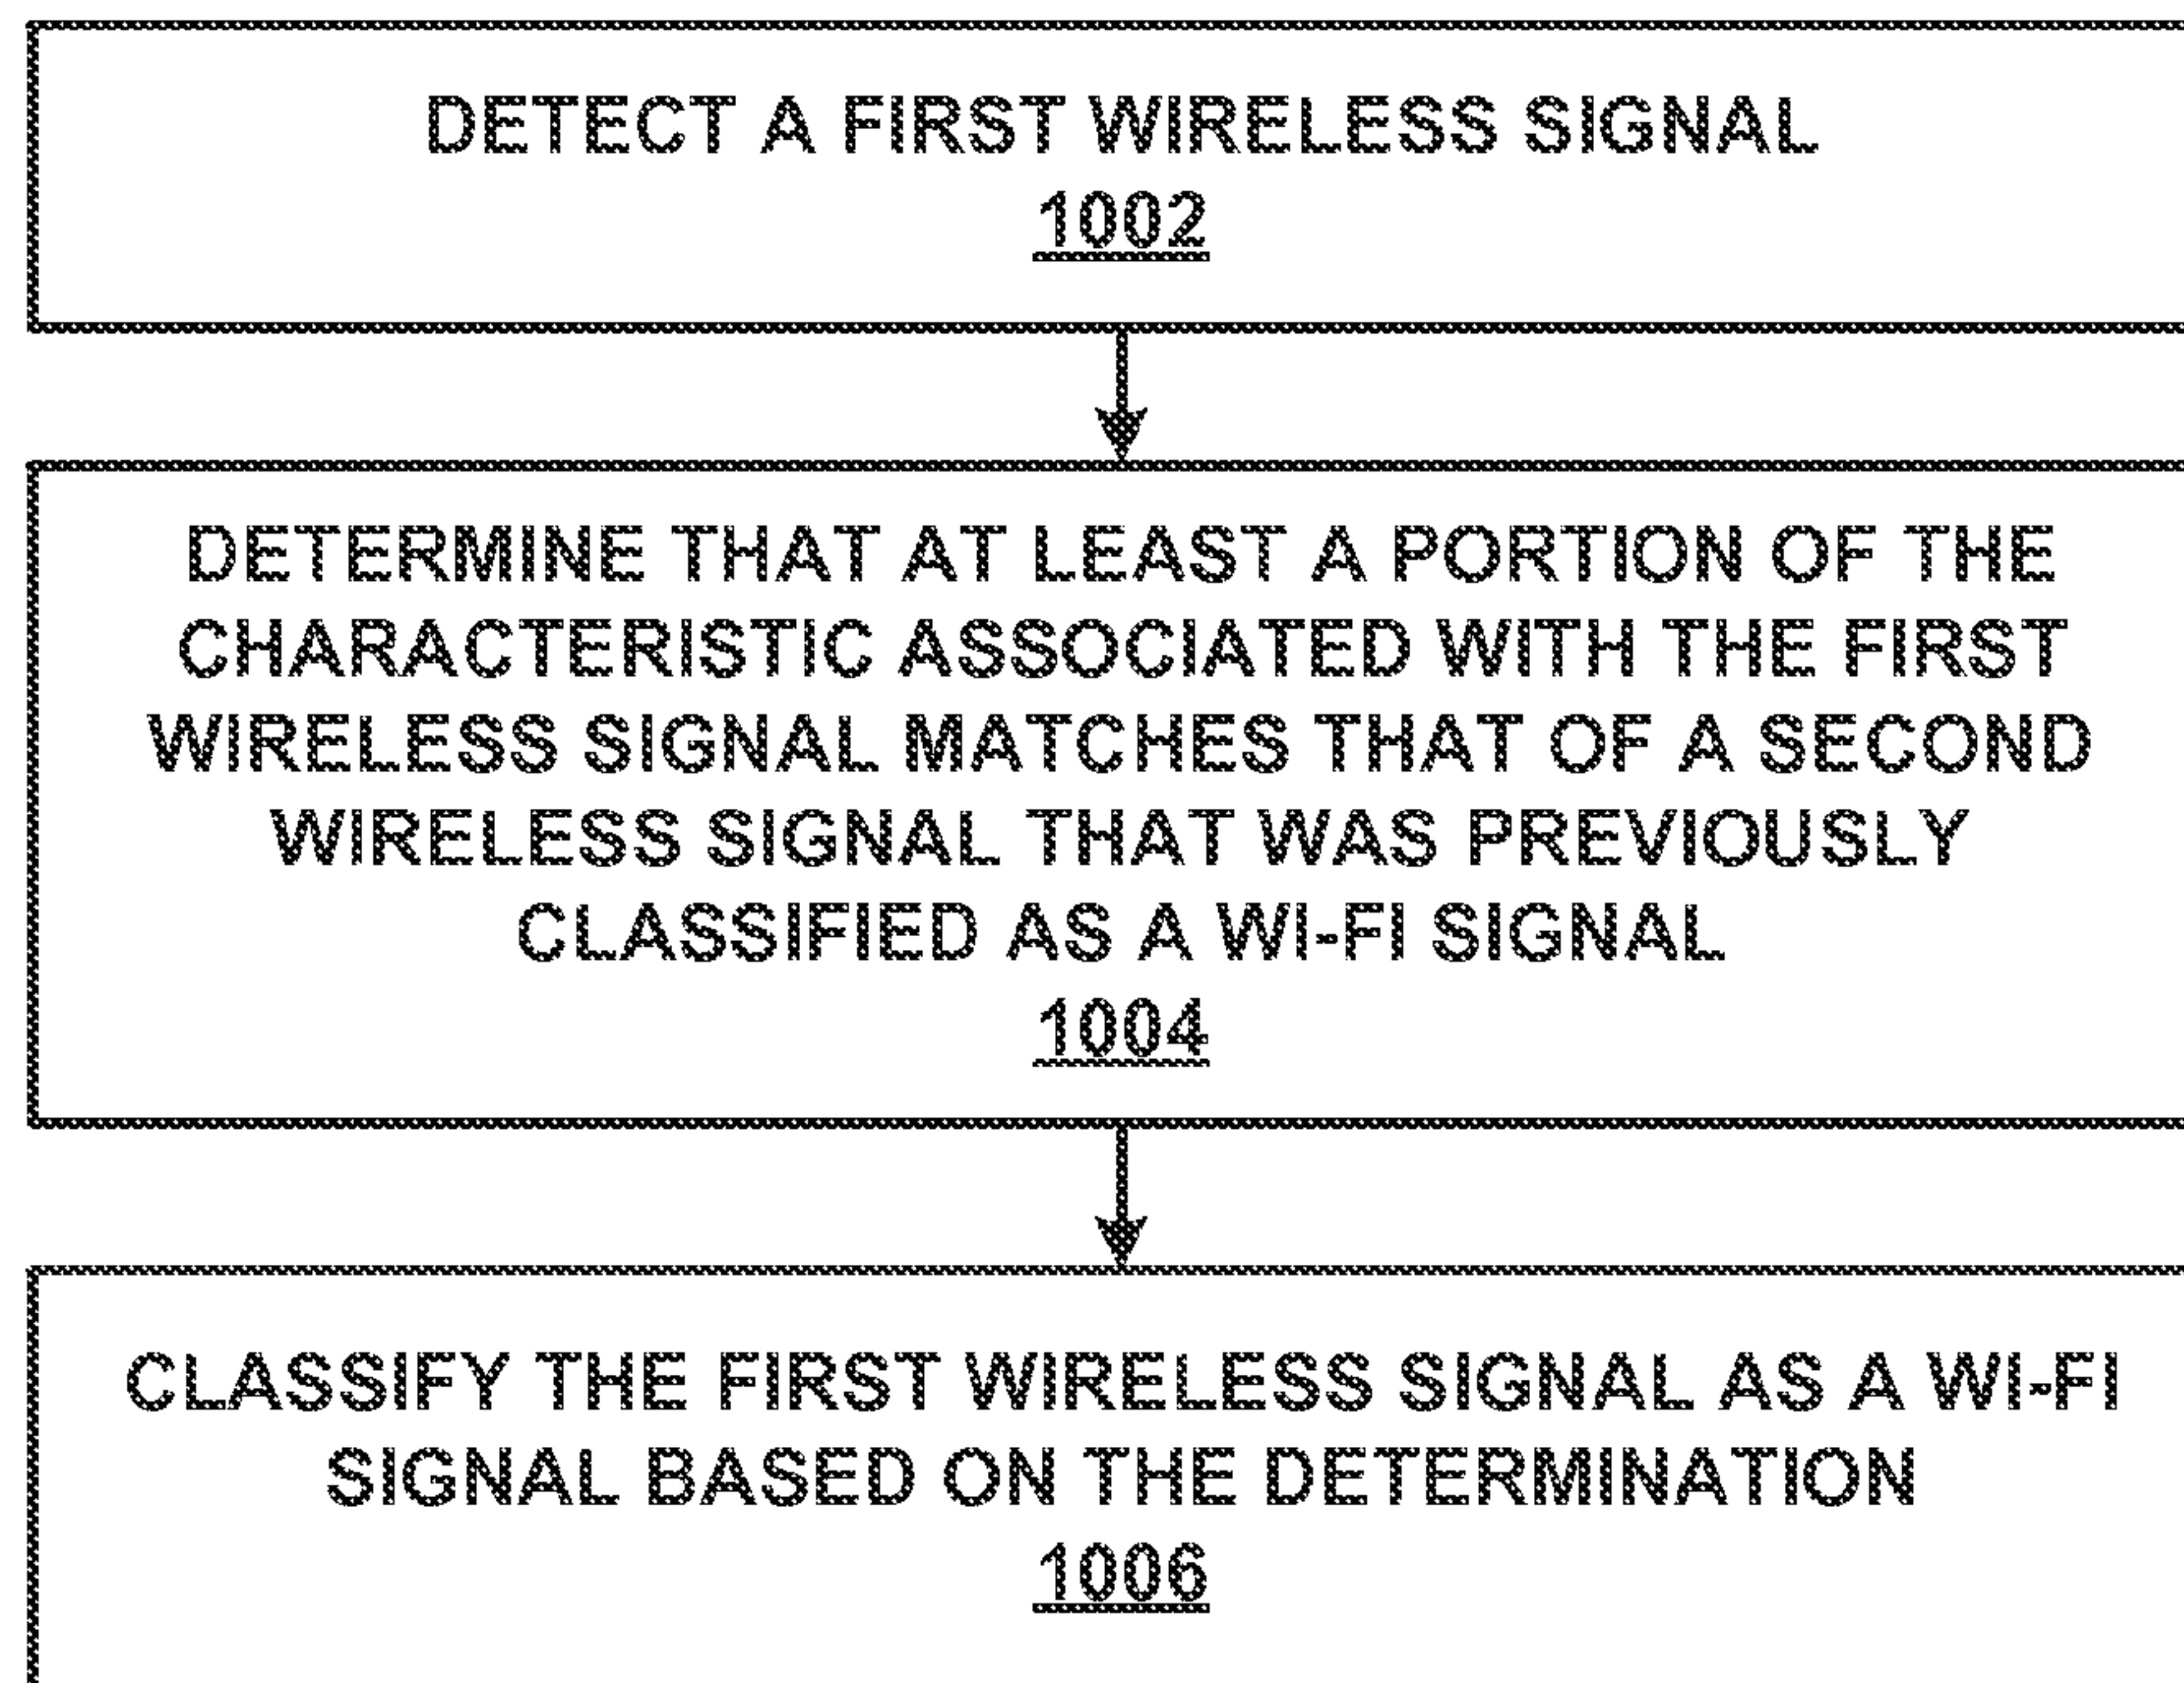 DETECT A FIRST WIRELESS SIGNAL
1002
DETERMINE THAT AT LEAST A PORTION OF THE
CHARACTERISTIC ASSOCIATED WITH THE FIRST
WIRELESS SIGNAL MATCHES THAT OF A SECOND
WIRELESS SIGNAL THAT WAS PREVIOUSLY
CLASSIFIED AS A WI-FI SIGNAL
1004
CLASSIFY THE FIRST WIRELESS SIGNAL AS A WI-FI
SIGNAL BASED ON THE DETERMINATION
1006